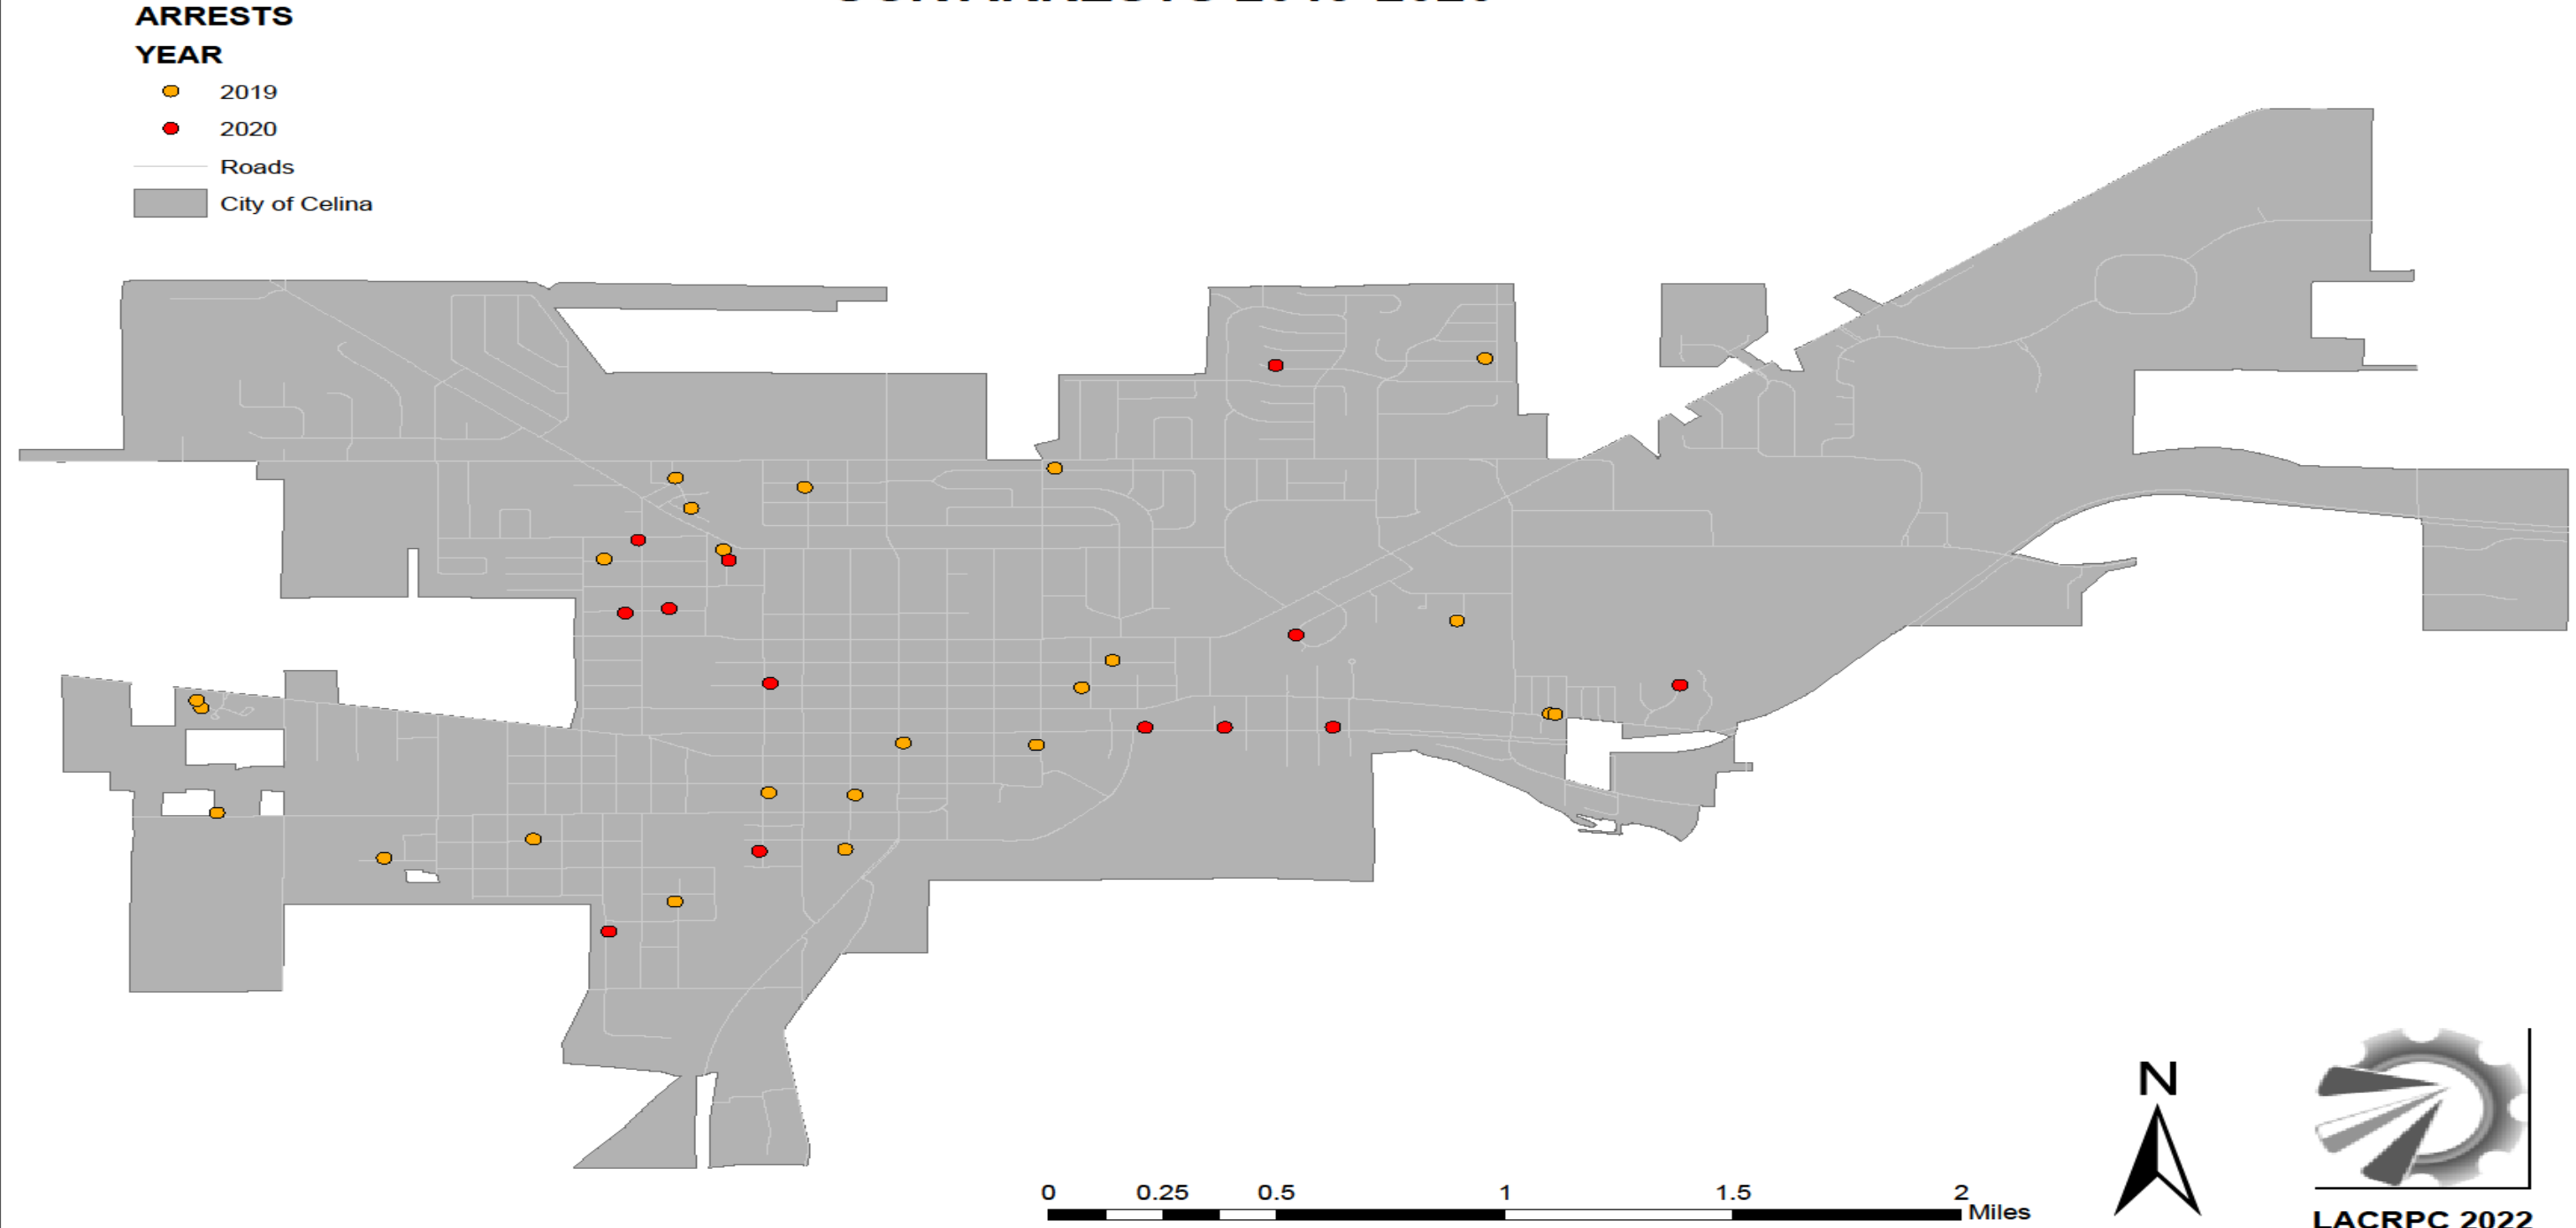 ARRESTS
YEAR
2019
2020
Roads
City of Celina
N
0 0.25 0.5 1 1.5 2
Miles
LACRPC 2022